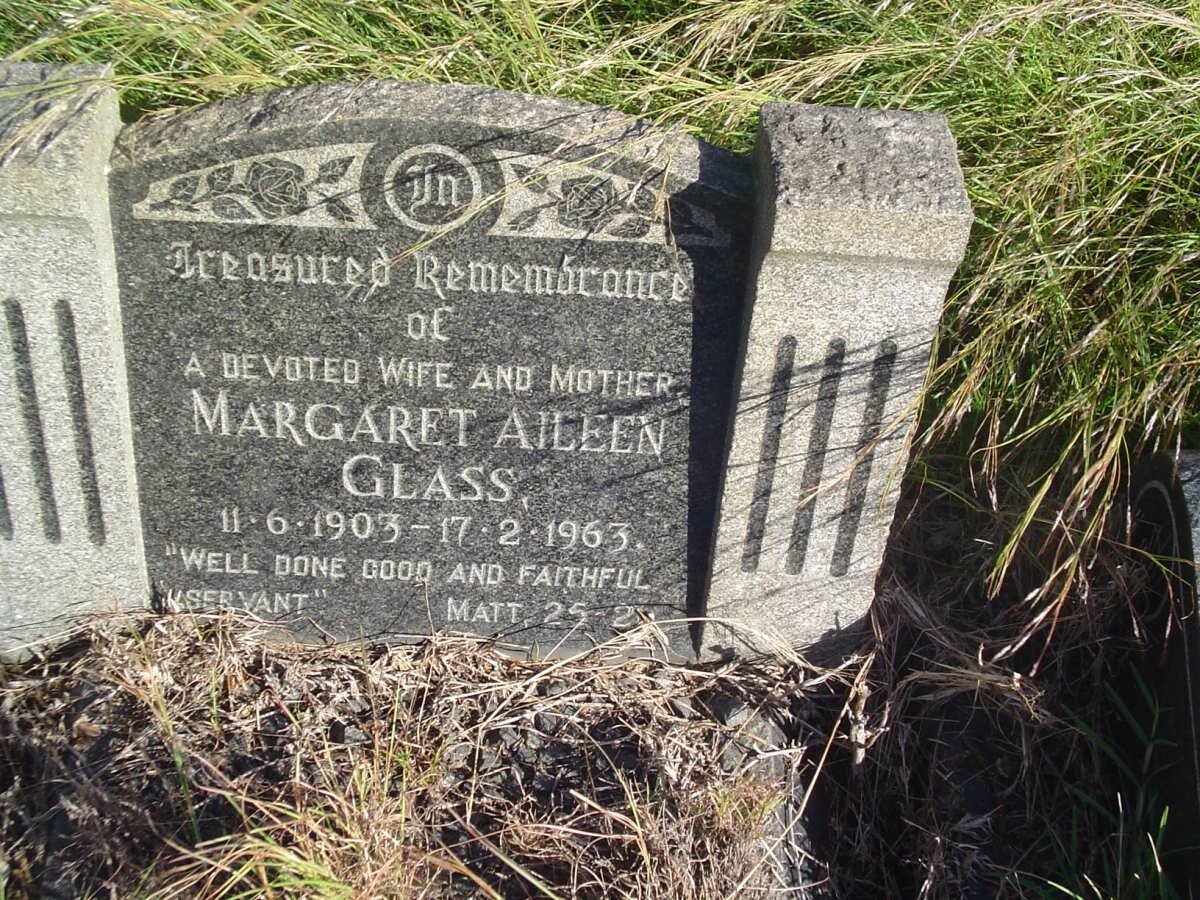 In
Treasured Remembrance
of
A DEVOTED WIFE AND MOTHER,
MARGARET AILEEN
GLASS,
11·6·1903 – 17·2·1963.
"WELL DONE GOOD AND FAITHFUL
SERVANT" MATT. 25